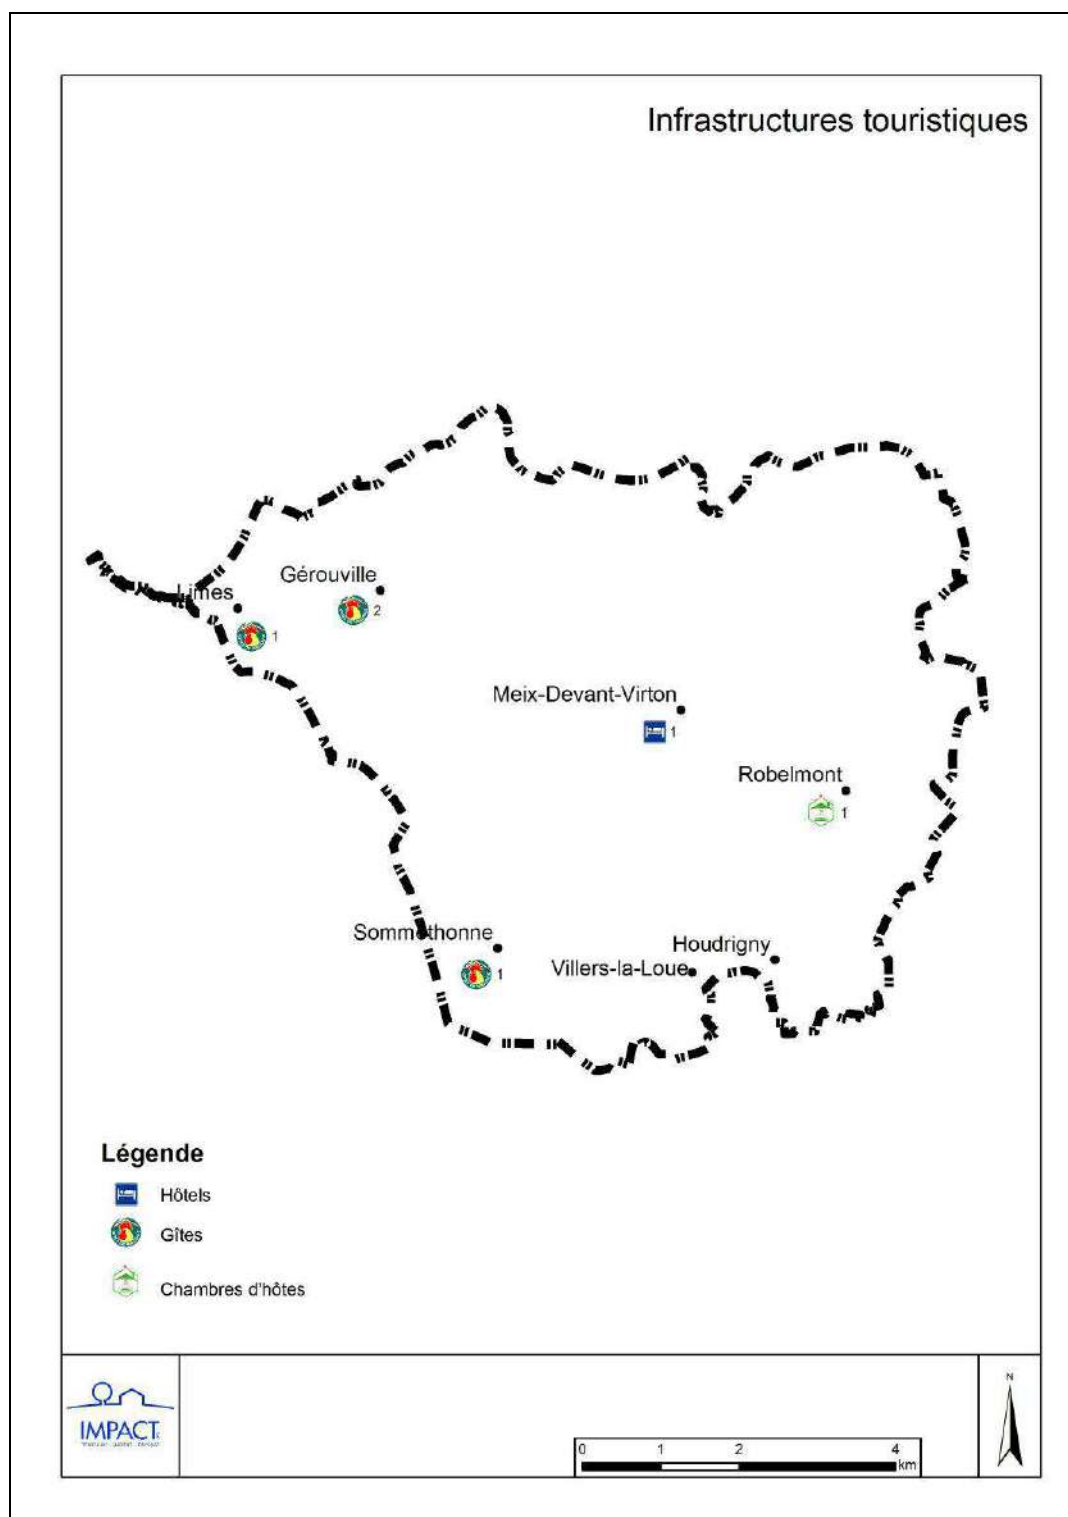 Infrastructures touristiques
Gérouville
2
Limes
1
Meix-Devant-Virton
1
Robelmont
1
Sommethonne
1
Houdrigny
Villers-la-Loue
Légende
Hôtels
Gîtes
Chambres d'hôtes
IMPACT
N
0 1 2 4
km